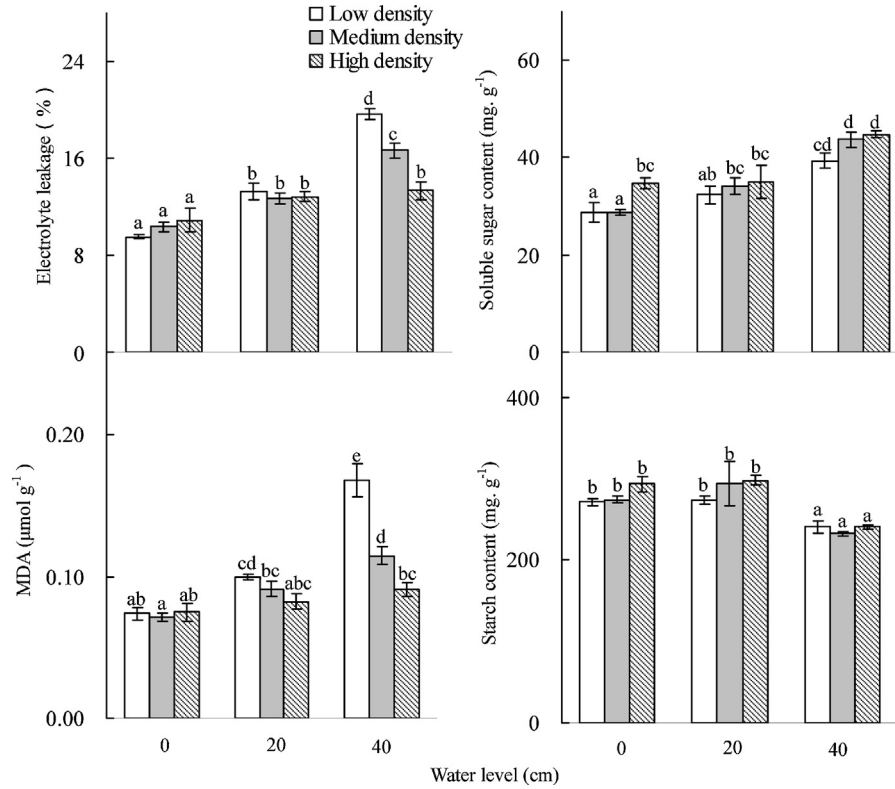 Low density
Medium density
High density
Electrolyte leakage ( %)
24
16
8
0
a a a
b b b
d c d b
Soluble sugar content (mg. g-1)
60
40
20
0
a a bc
ab bc bc
cd d d
MDA (μmol g-1)
0.20
0.10
0.00
ab a ab
cd bc abc
e d bc
0 20 40
Starch content (mg. g-1)
400
200
0
b b b
b b b
a a a
0 20 40
Water level (cm)